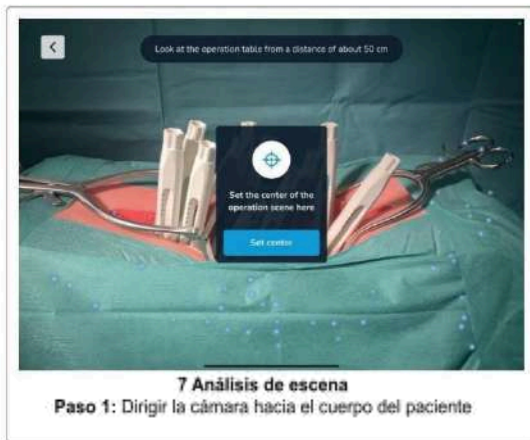 Look at the operation table from a distance of about 50 cm
Set the center of the
operation scene here
Set center
7 Análisis de escena
Paso 1: Dirigir la cámara hacia el cuerpo del paciente